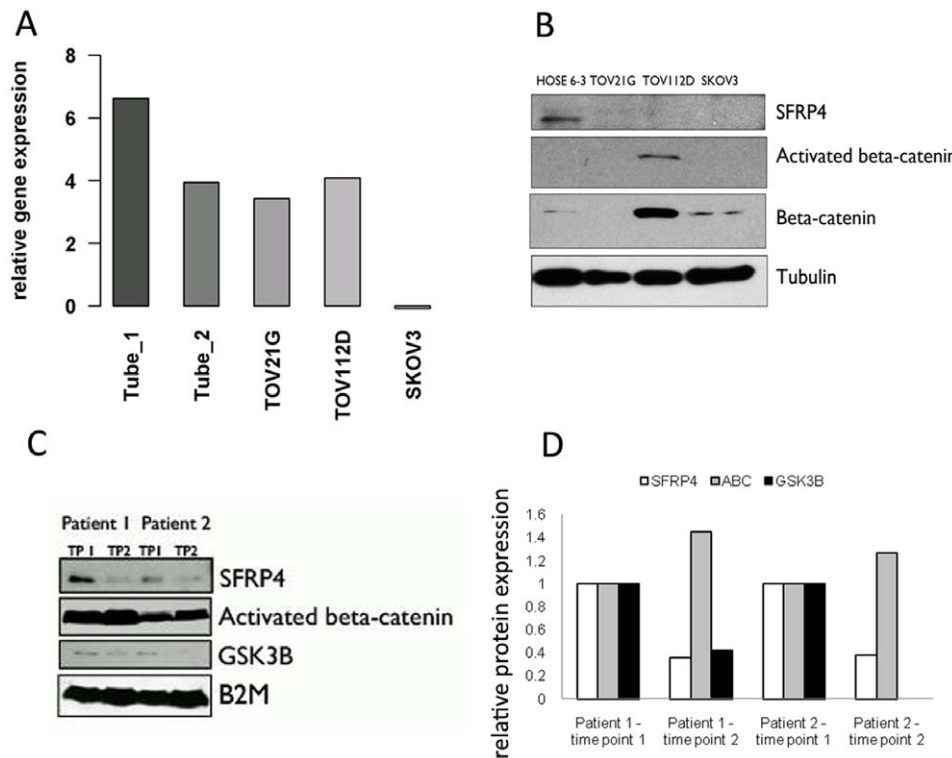 A
relative gene expression
8
6
4
2
0
Tube_1
Tube_2
TOV21G
TOV112D
SKOV3
B
HOSE 6-3 TOV21G TOV112D SKOV3
SFRP4
Activated beta-catenin
Beta-catenin
Tubulin
C
Patient 1 Patient 2
TP 1 TP2 TP1 TP2
SFRP4
Activated beta-catenin
GSK3B
B2M
D
SFRP4 ABC GSK3B
relative protein expression
1.6
1.4
1.2
1
0.8
0.6
0.4
0.2
0
Patient 1 -
time point 1
Patient 1 -
time point 2
Patient 2 -
time point 1
Patient 2 -
time point 2